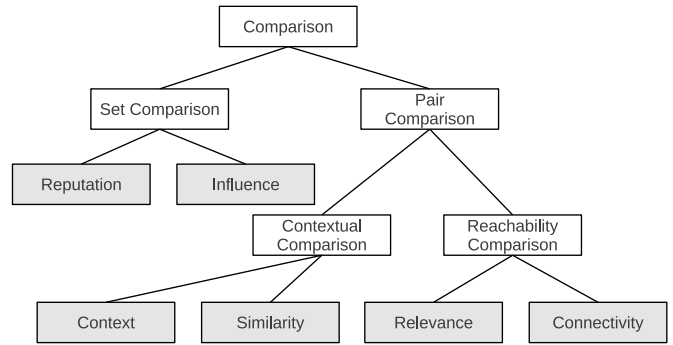 Comparison
Set Comparison
Pair
Comparison
Reputation
Influence
Contextual
Comparison
Reachability
Comparison
Context
Similarity
Relevance
Connectivity